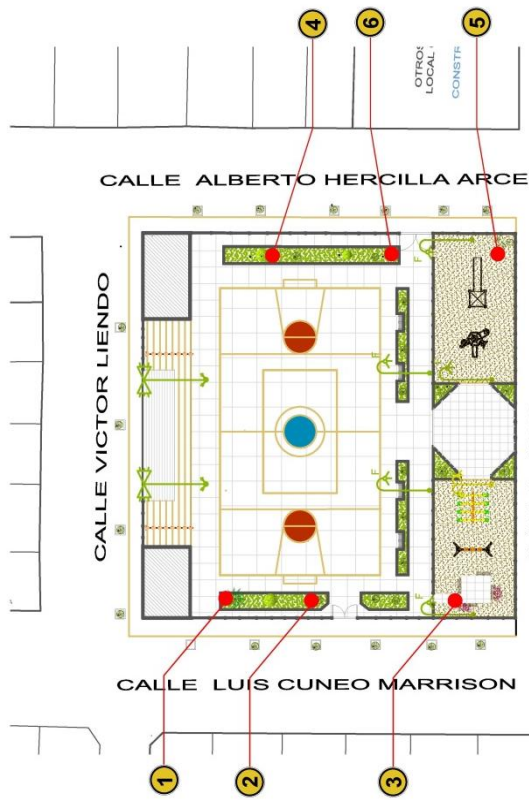 4
6
5
OTROS
LOCAL
CONSTR
CALLE ALBERTO HERCILLA ARCE
CALLE VICTOR LIENDO
F
F
F
F
CALLE LUIS CUNEO MARRISON
1
2
3